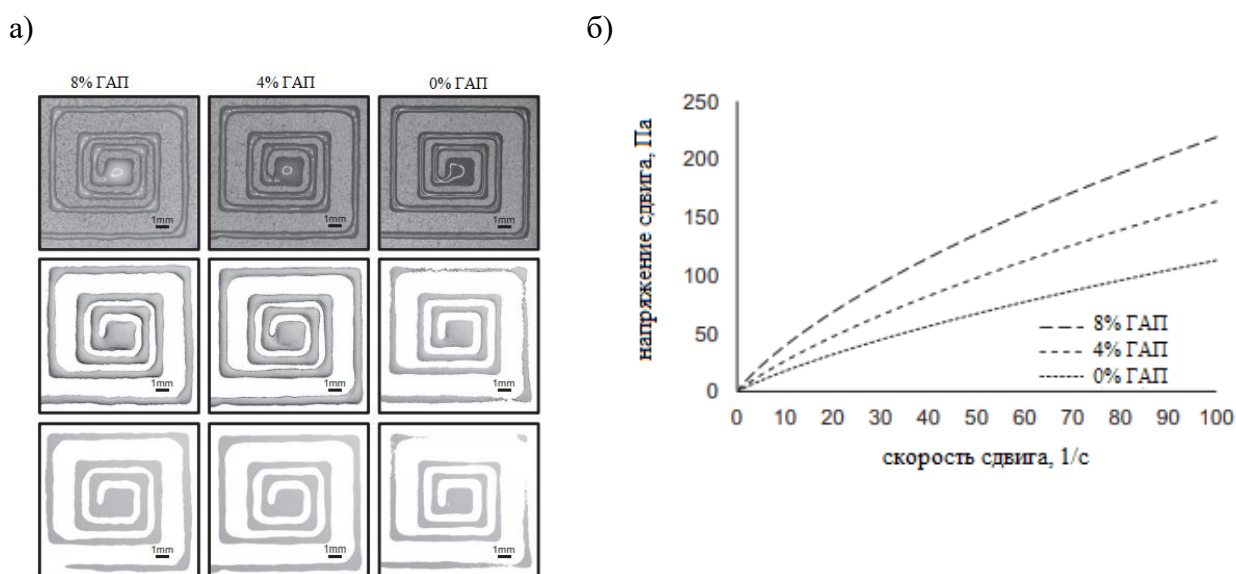 а)
б)
8% ГАП
4% ГАП
0% ГАП
1mm
1mm
1mm
1mm
1mm
1mm
1mm
1mm
1mm
напряжение сдвига, Па
250
200
150
100
50
0
8% ГАП
4% ГАП
0% ГАП
0 10 20 30 40 50 60 70 80 90 100
скорость сдвига, 1/с